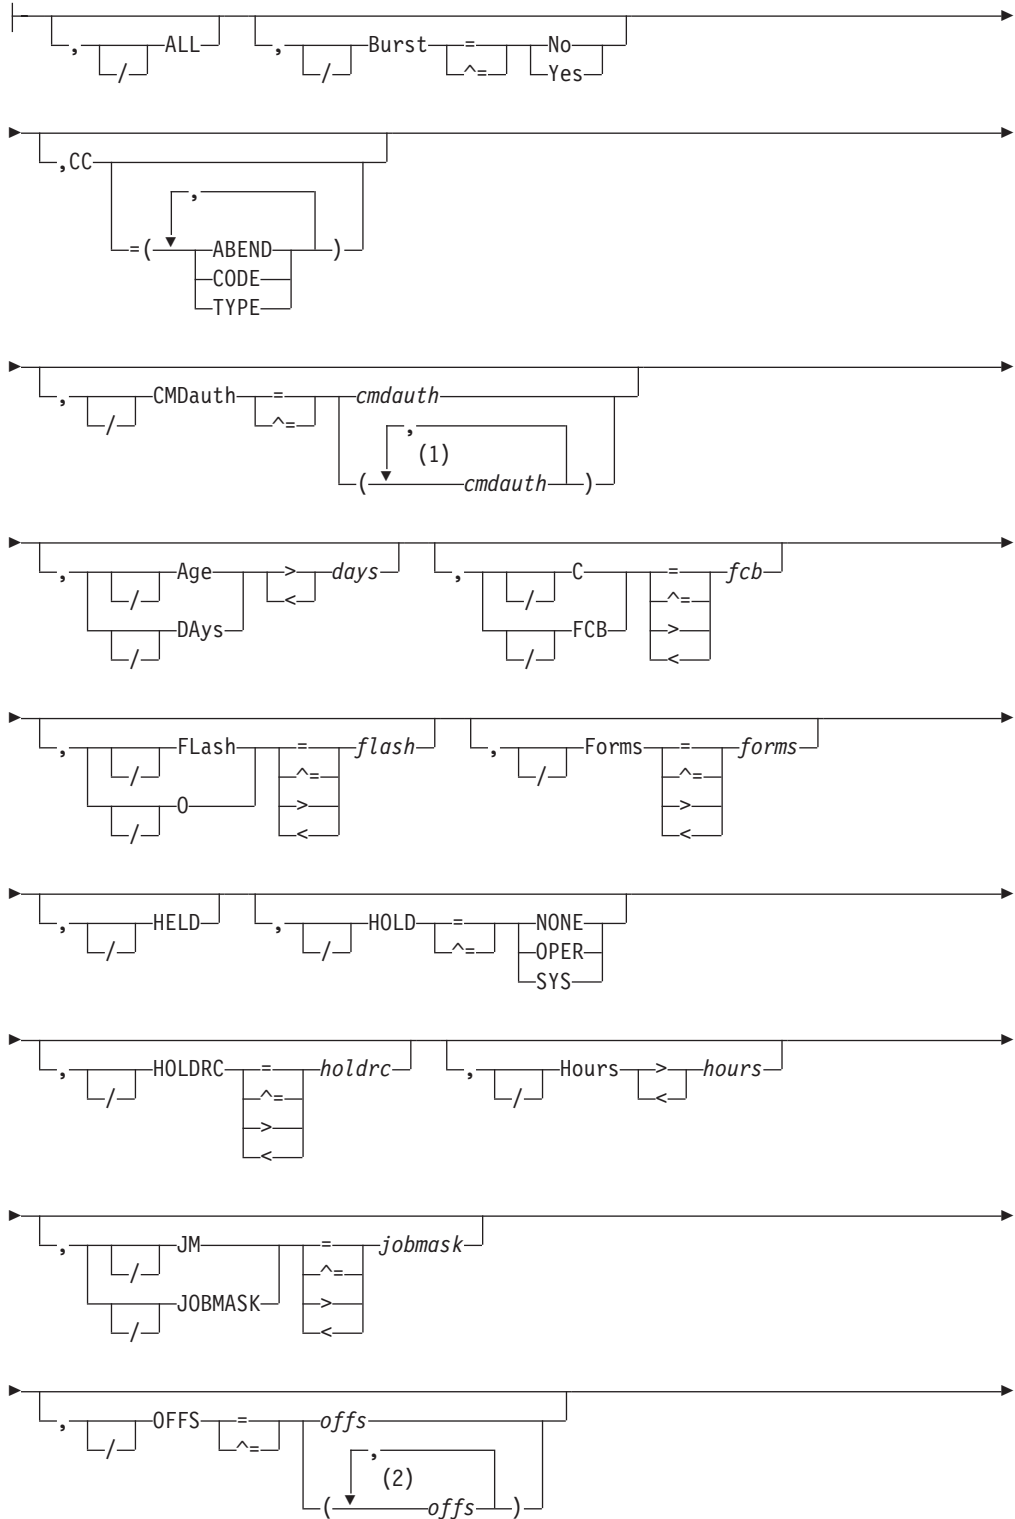 , / ALL , / Burst = ^= No Yes
,CC =( , ABEND CODE TYPE )
, / CMDauth = ^= cmdauth ( , (1) cmdauth )
, / Age / DAys > < days , / C / FCB = ^= > < fcb
, / FLash / O = ^= > < flash , / Forms = ^= > < forms
, / HELD , / HOLD = ^= NONE OPER SYS
, / HOLDRC = ^= > < holdrc , / Hours > < hours
, / JM / JOBMASK = ^= > < jobmask
, / OFFS = ^= offs ( , (2) offs )